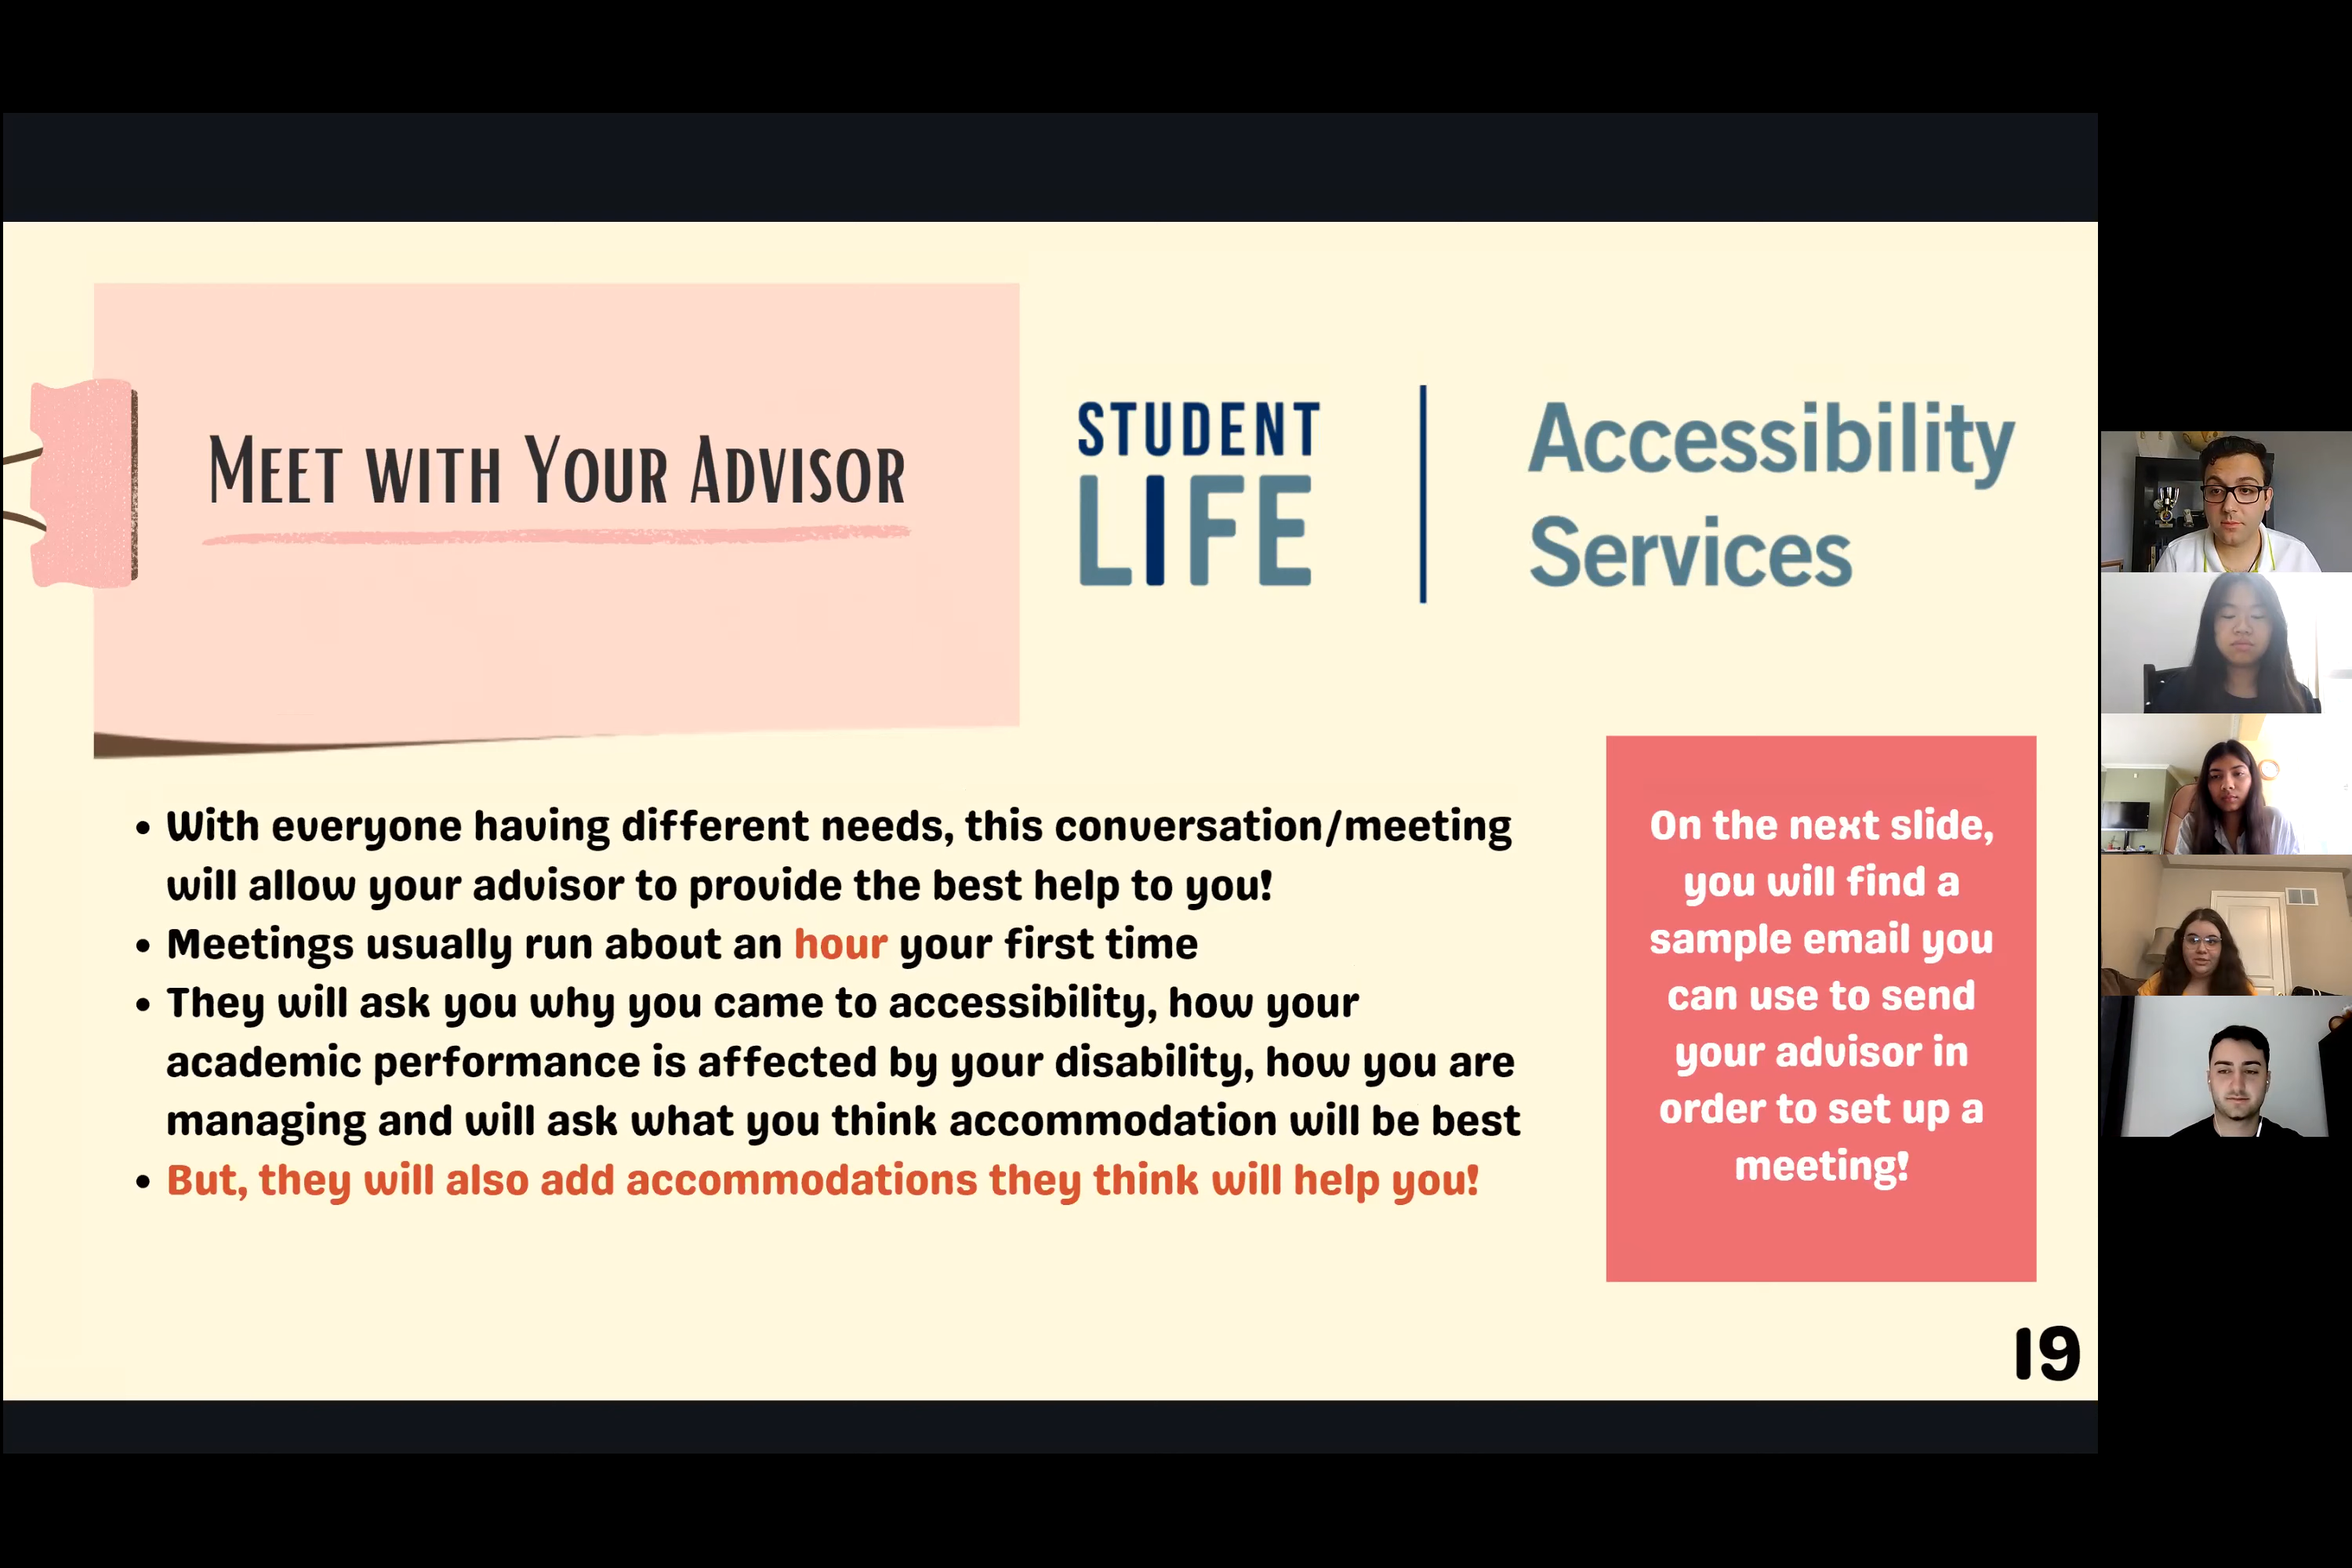 Meet with Your Advisor
STUDENT
LIFE
Accessibility
Services
• With everyone having different needs, this conversation/meeting
will allow your advisor to provide the best help to you!
• Meetings usually run about an hour your first time
• They will ask you why you came to accessibility, how your
academic performance is affected by your disability, how you are
managing and will ask what you think accommodation will be best
• But, they will also add accommodations they think will help you!
On the next slide,
you will find a
sample email you
can use to send
your advisor in
order to set up a
meeting!
19